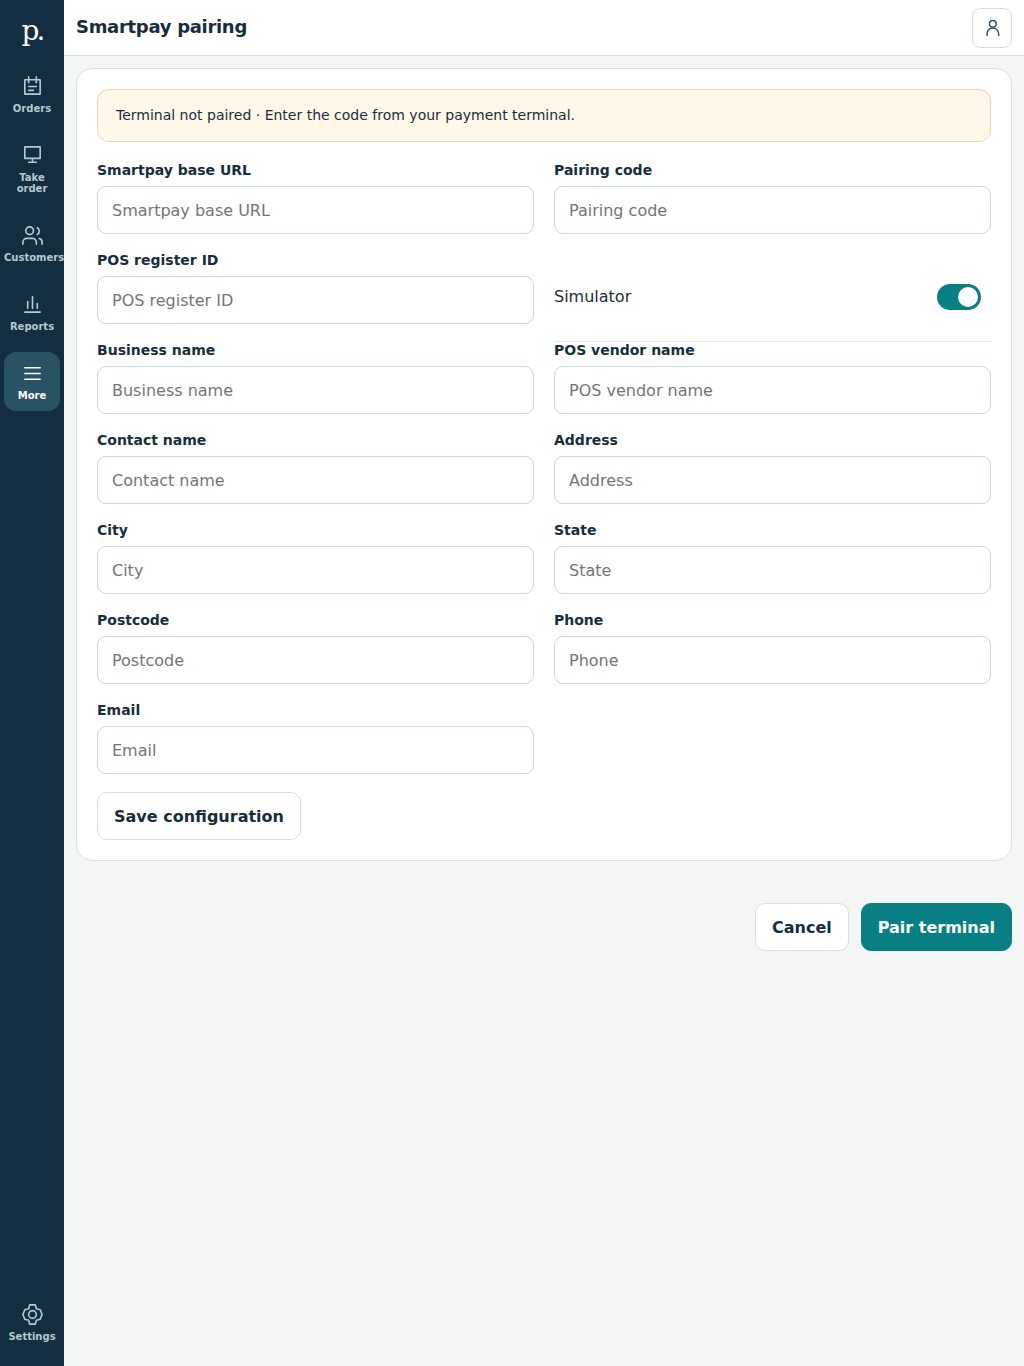 p.
Smartpay pairing
Orders
Take
order
Customers
Reports
More
Settings
Terminal not paired · Enter the code from your payment terminal.
Smartpay base URL
Smartpay base URL
Pairing code
Pairing code
POS register ID
POS register ID
Simulator
Business name
Business name
POS vendor name
POS vendor name
Contact name
Contact name
Address
Address
City
City
State
State
Postcode
Postcode
Phone
Phone
Email
Email
Save configuration
Cancel
Pair terminal